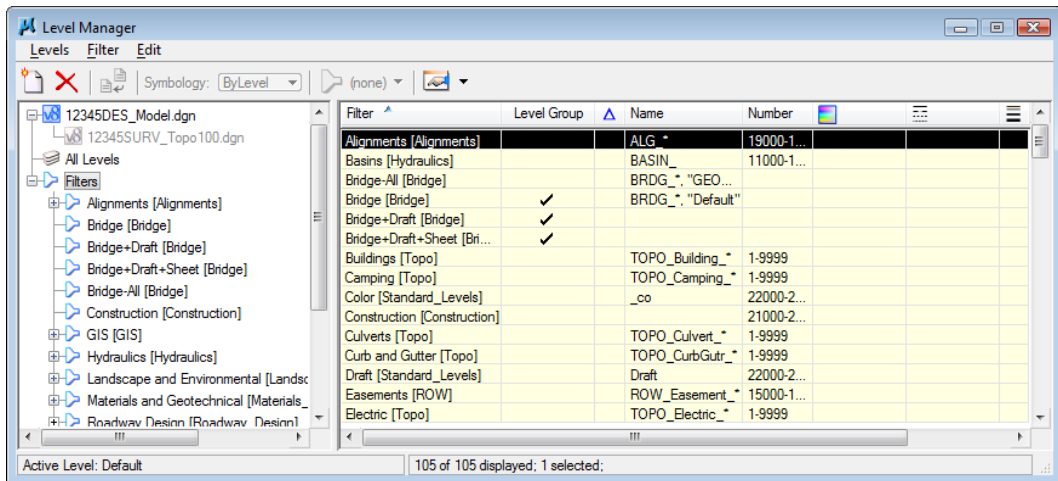 Level Manager
Levels Filter Edit
Symbology: ByLevel (none)
12345DES_Model.dgn
12345SURV_Topo100.dgn
All Levels
Filters
Alignments [Alignments]
Bridge [Bridge]
Bridge+Draft [Bridge]
Bridge+Draft+Sheet [Bridge]
Bridge-All [Bridge]
Construction [Construction]
GIS [GIS]
Hydraulics [Hydraulics]
Landscape and Environmental [Landsc
Materials and Geotechnical [Materials_
Roadway Design [Roadway_Design]
Filter Level Group Name Number
Alignments [Alignments] ALG_* 19000-1...
Basins [Hydraulics] BASIN_ 11000-1...
Bridge-All [Bridge] BRDG_*, "GEO...
Bridge [Bridge] ✓ BRDG_*, "Default"
Bridge+Draft [Bridge] ✓
Bridge+Draft+Sheet [Bri... ✓
Buildings [Topo] TOPO_Building_* 1-9999
Camping [Topo] TOPO_Camping_* 1-9999
Color [Standard_Levels] _co 22000-2...
Construction [Construction] 21000-2...
Culverts [Topo] TOPO_Culvert_* 1-9999
Curb and Gutter [Topo] TOPO_CurbGutr_* 1-9999
Draft [Standard_Levels] Draft 22000-2...
Easements [ROW] ROW_Easement_* 15000-1...
Electric [Topo] TOPO_Electric_* 1-9999
Active Level: Default 105 of 105 displayed; 1 selected;